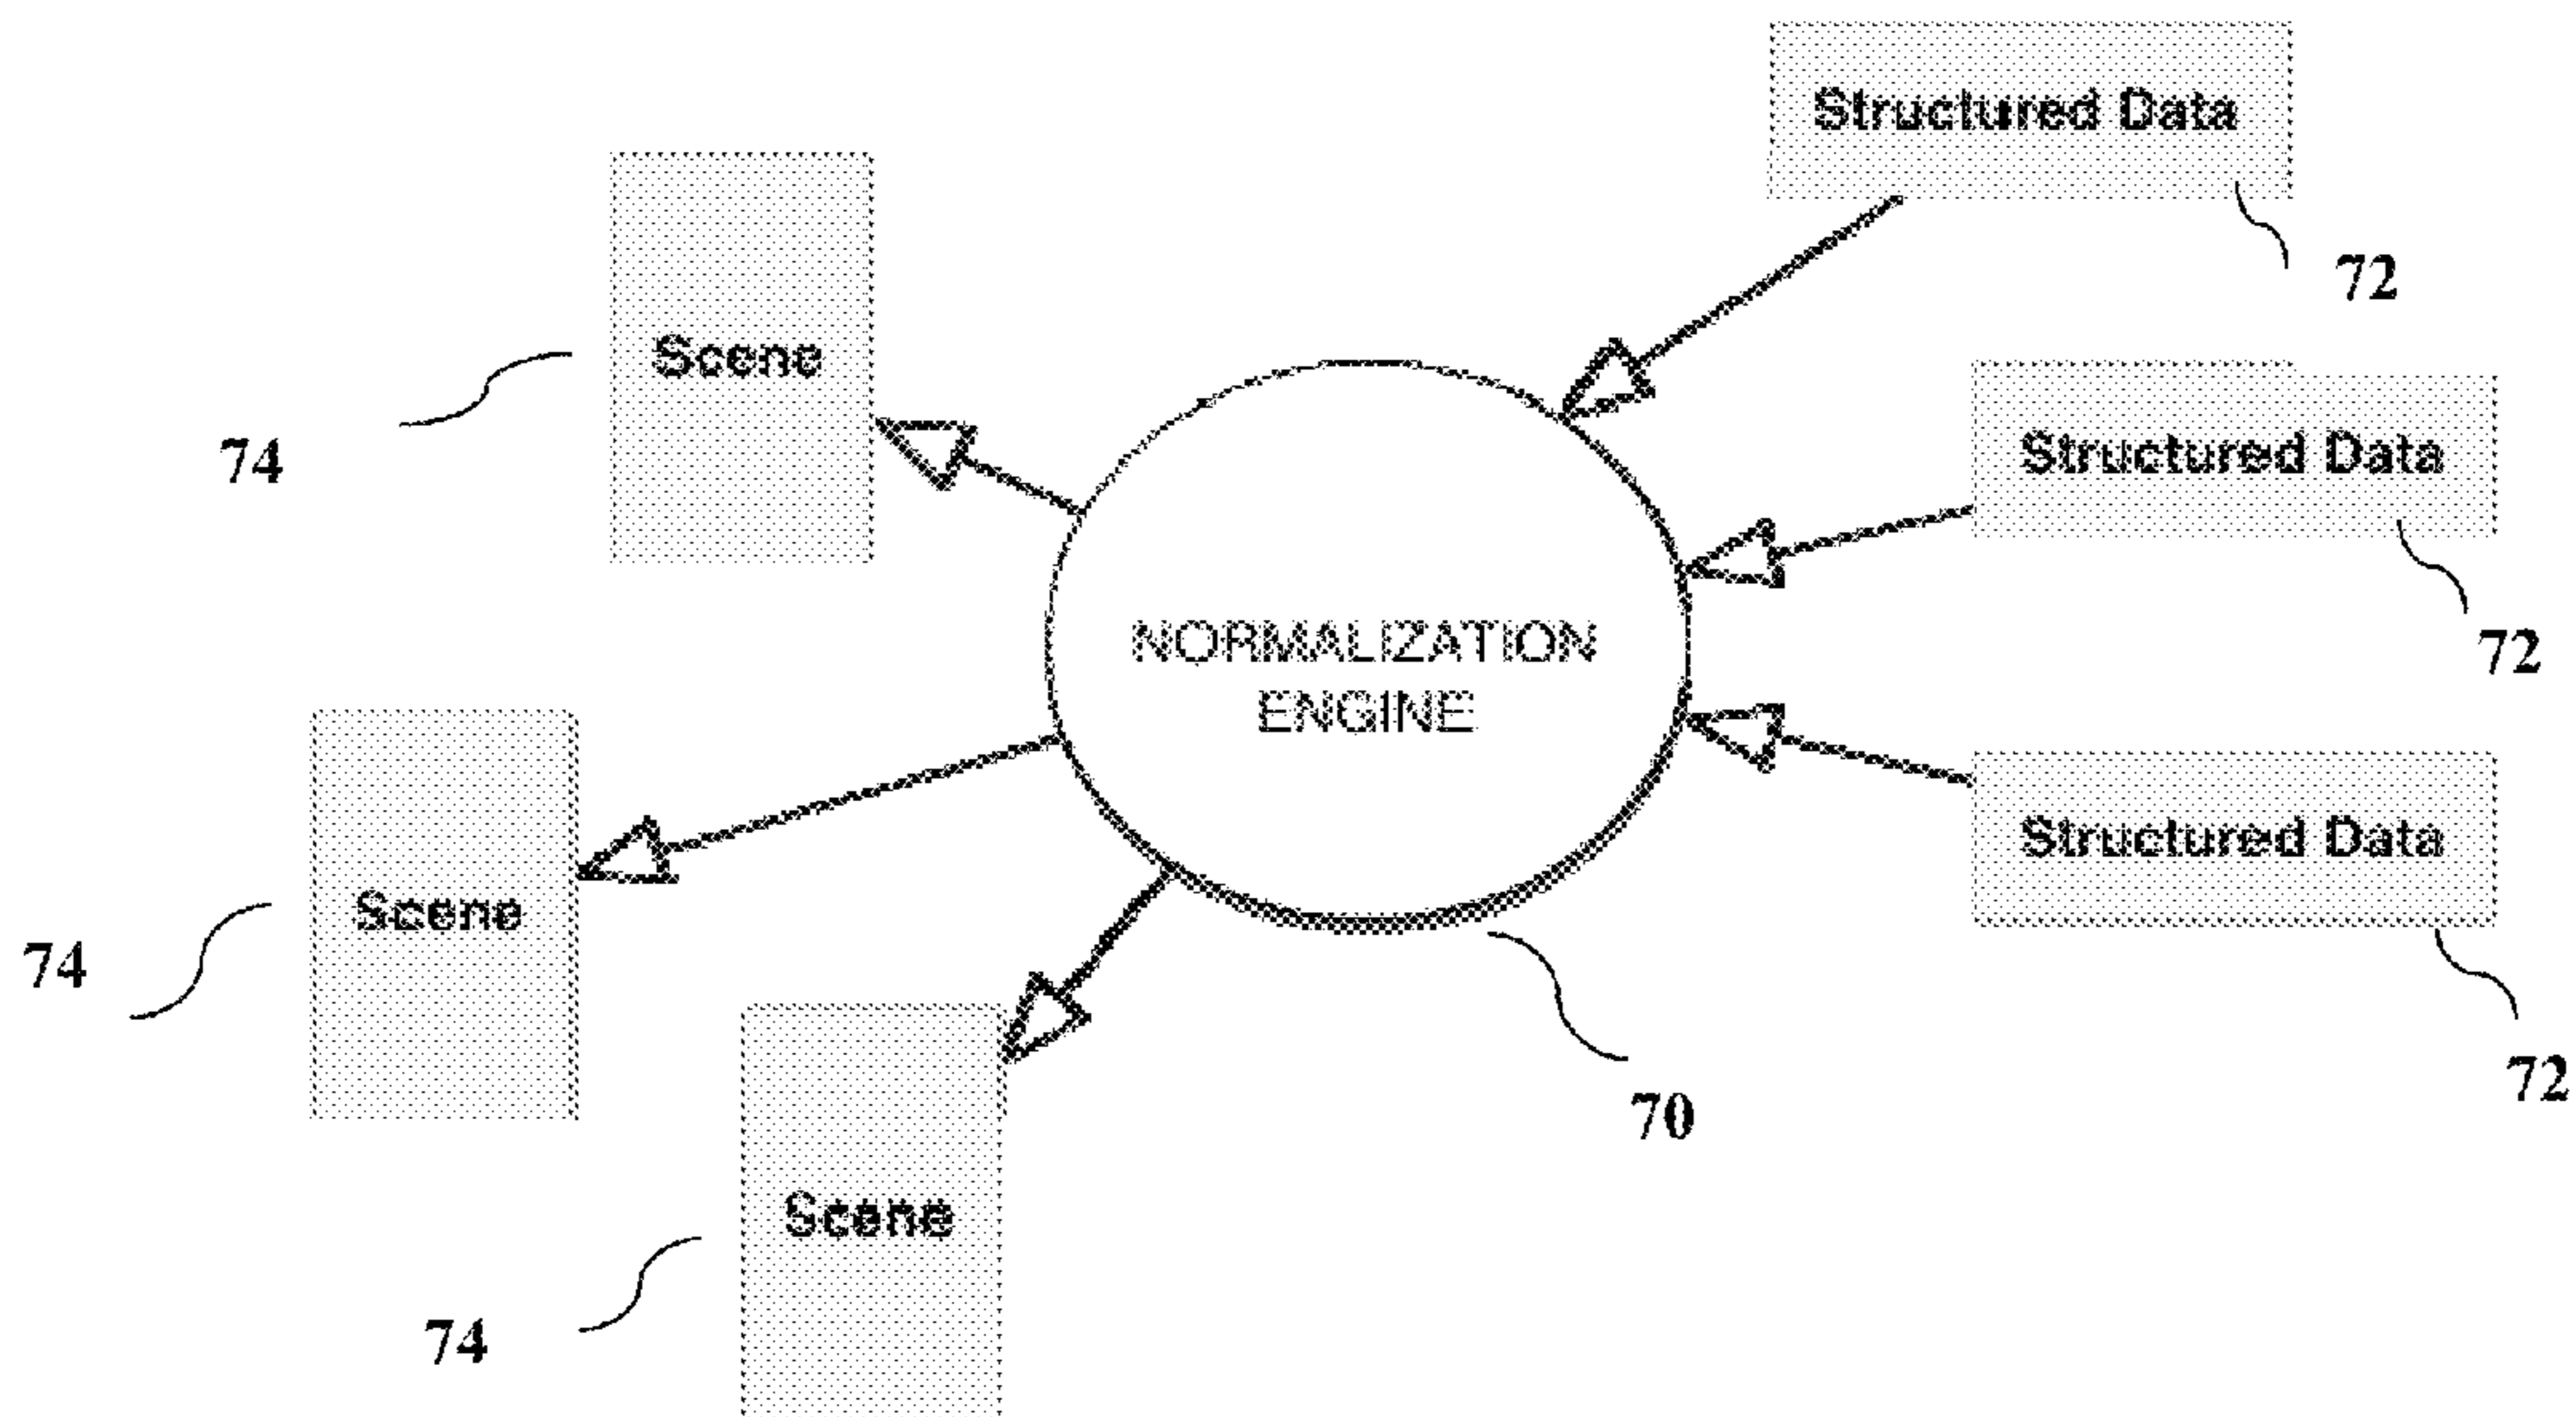 Structured Data
72
Scene
74
Structured Data
72
NORMALIZATION
ENGINE
Structured Data
72
Scene
74
70
Scene
74